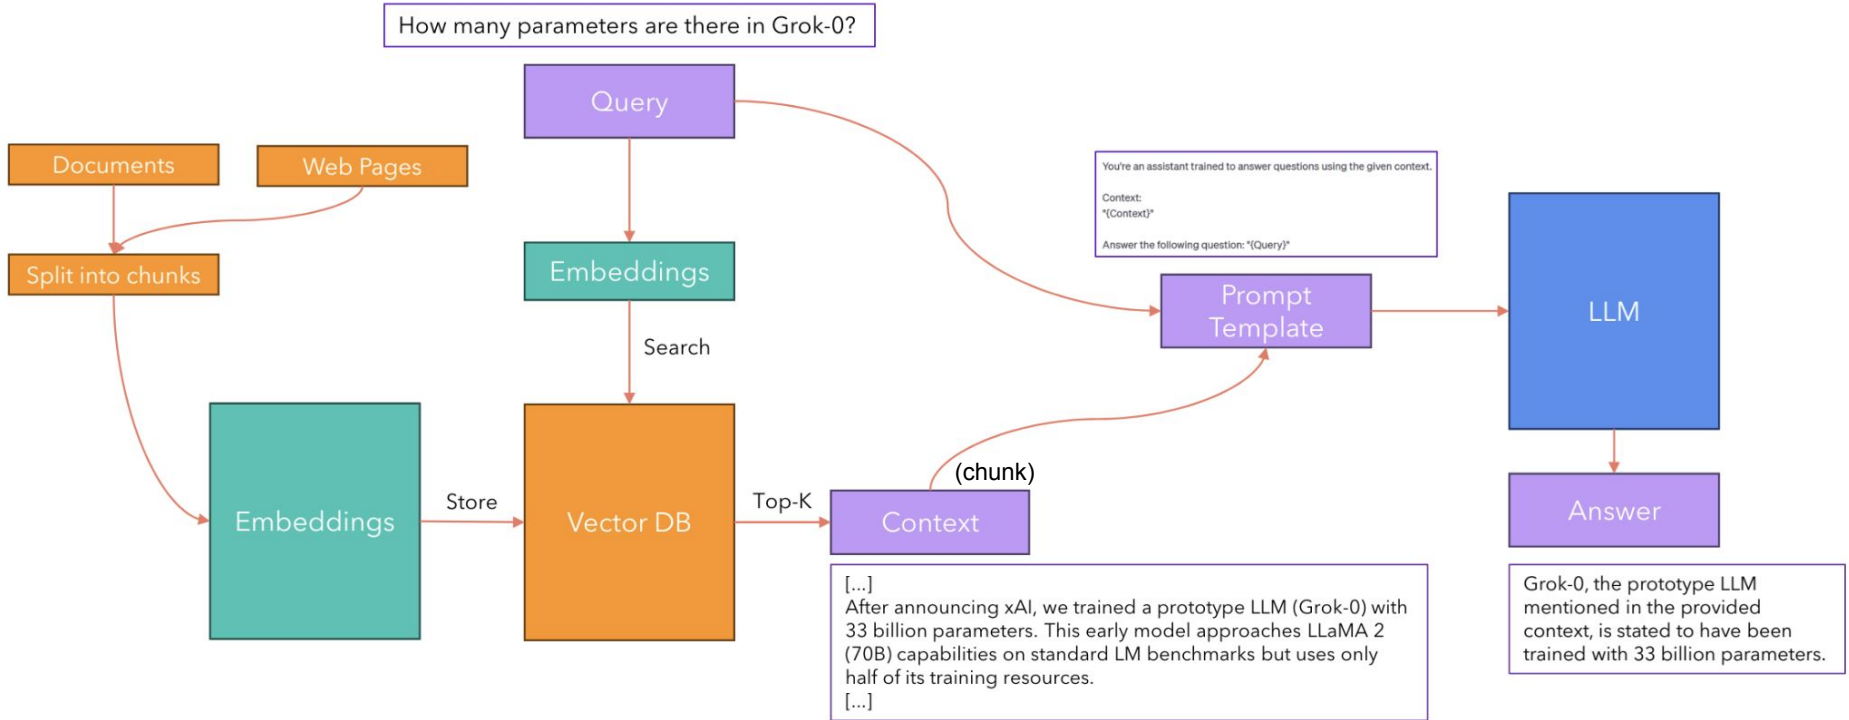 How many parameters are there in Grok-0?
Query
Documents
Web Pages
Split into chunks
Embeddings
Search
Embeddings
Store
Vector DB
Top-K
(chunk)
Context
[...]
After announcing xAI, we trained a prototype LLM (Grok-0) with
33 billion parameters. This early model approaches LLaMA 2
(70B) capabilities on standard LM benchmarks but uses only
half of its training resources.
[...]
You're an assistant trained to answer questions using the given context.
Context:
"{Context}"
Answer the following question: "{Query}"
Prompt
Template
LLM
Answer
Grok-0, the prototype LLM
mentioned in the provided
context, is stated to have been
trained with 33 billion parameters.